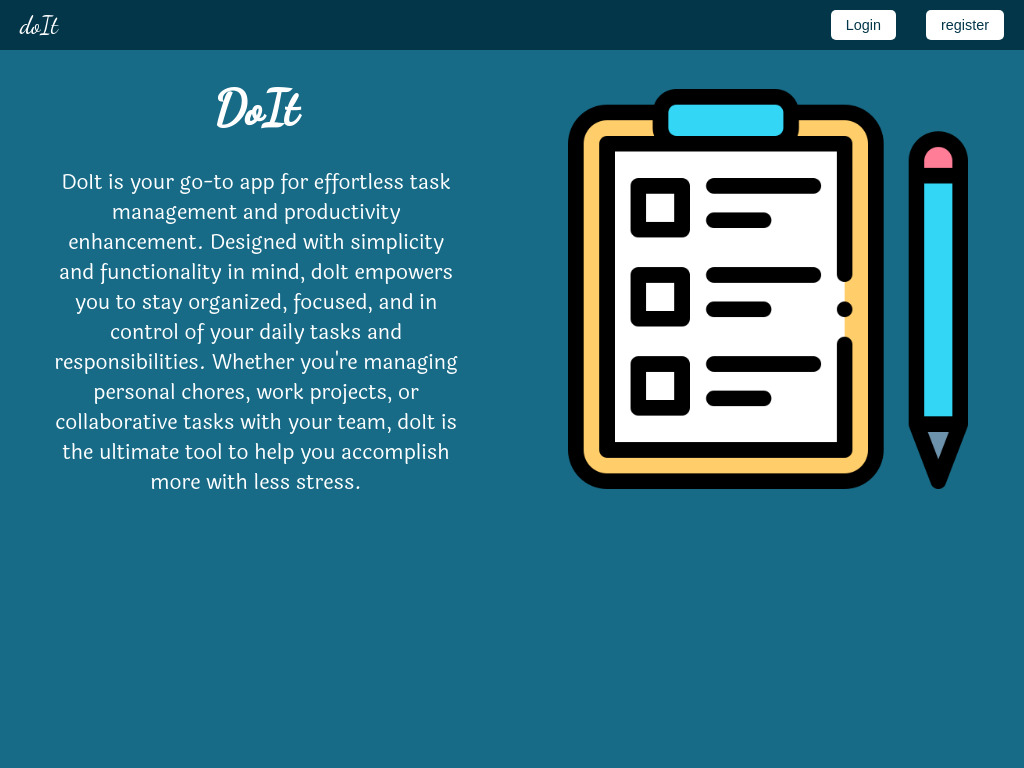 doIt
Login
register
DoIt
DoIt is your go-to app for effortless task
management and productivity
enhancement. Designed with simplicity
and functionality in mind, doIt empowers
you to stay organized, focused, and in
control of your daily tasks and
responsibilities. Whether you're managing
personal chores, work projects, or
collaborative tasks with your team, doIt is
the ultimate tool to help you accomplish
more with less stress.